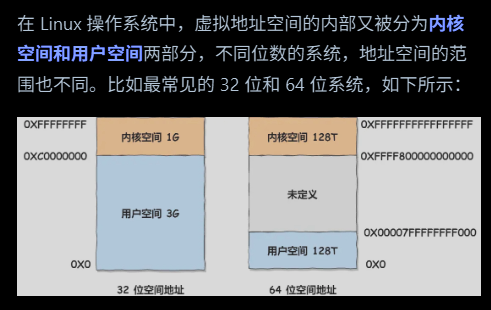 在 Linux 操作系统中，虚拟地址空间的内部又被分为内核
空间和用户空间两部分，不同位数的系统，地址空间的范
围也不同。比如最常见的 32 位和 64 位系统，如下所示：
0XFFFFFFFF
内核空间 1G
0XC0000000
用户空间 3G
0X0
32 位空间地址
内核空间 128T
0XFFFFFFFFFFFFFFFF
0XFFFF800000000000
未定义
0X00007FFFFFFFF000
用户空间 128T
0X0
64 位空间地址